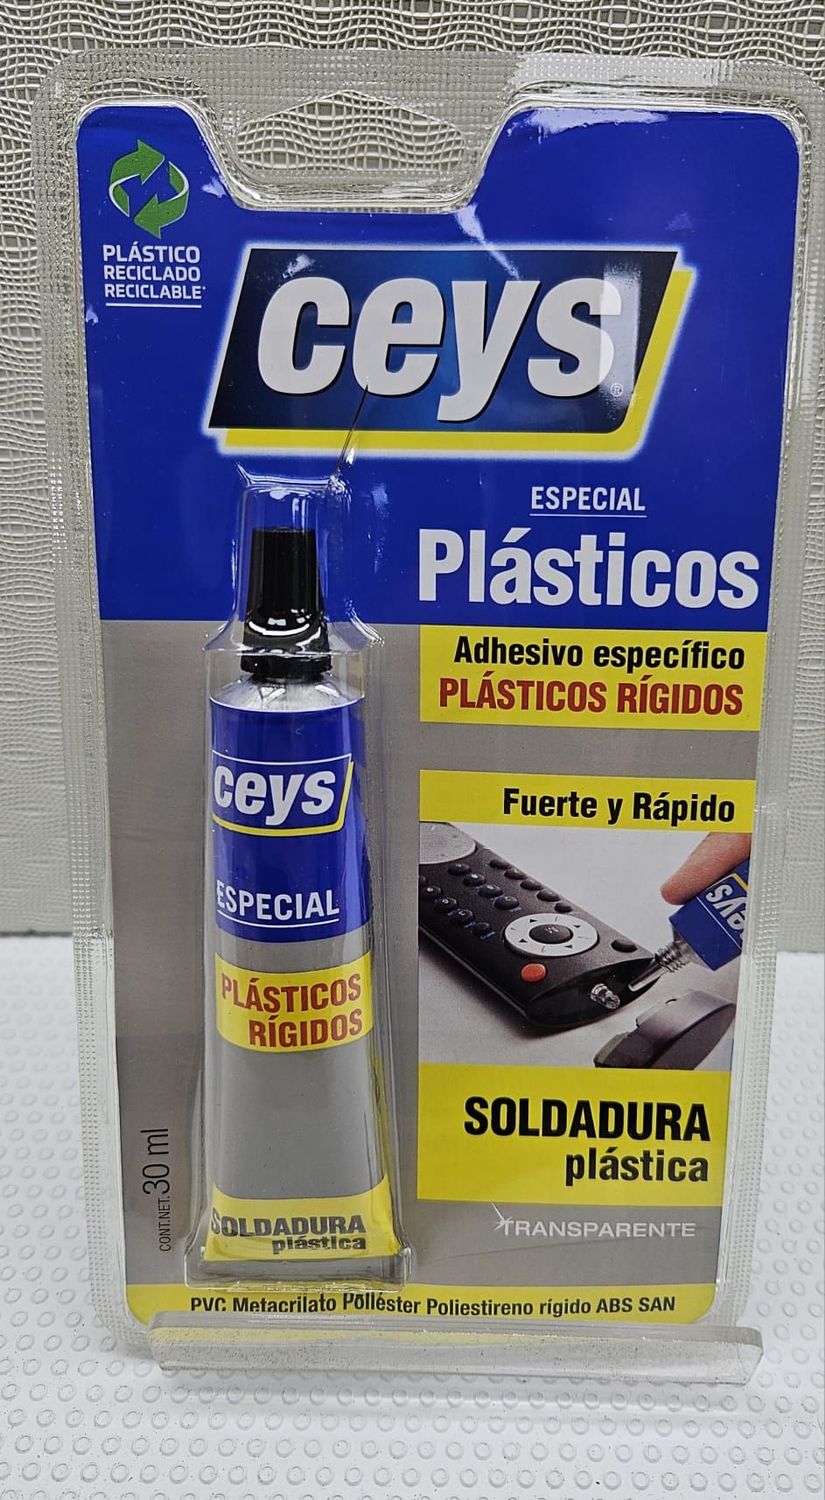 PLÁSTICO
RECICLADO
RECICLABLE*
ceys®
ESPECIAL
Plásticos
Adhesivo específico
PLÁSTICOS RÍGIDOS
Fuerte y Rápido
ceys
SOLDADURA
plástica
TRANSPARENTE
ceys
ESPECIAL
PLÁSTICOS
RÍGIDOS
SOLDADURA
plástica
CONT.NET. 30 ml
PVC Metacrilato Poliéster Poliestireno rígido ABS SAN